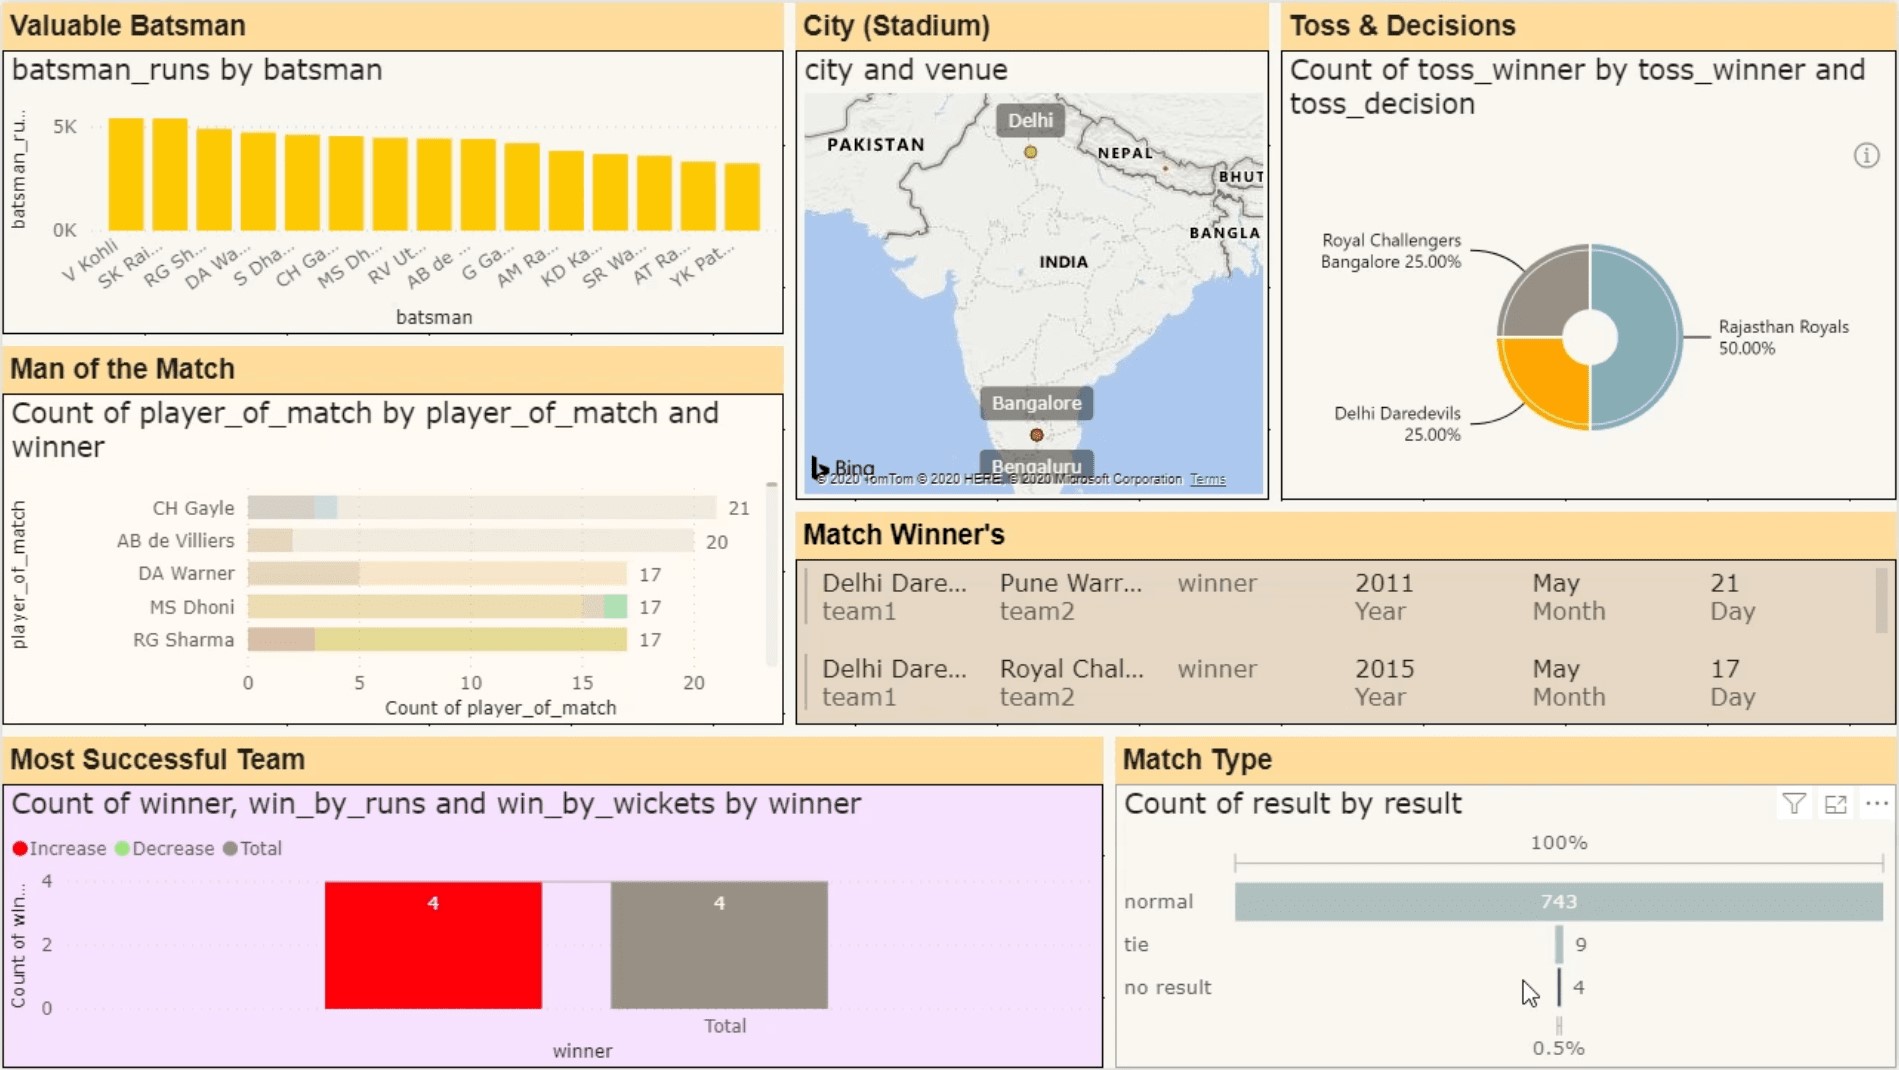 Valuable Batsman
batsman_runs by batsman
batsman_ru...
5K
0K
V Kohli
SK Rai...
RG Sh...
DA Wa...
S Dha...
CH Ga...
MS Dh...
RV Ut...
AB de ...
G Ga...
AM Ra...
KD Ka...
SR Wa...
AT Ra...
YK Pat...
batsman
City (Stadium)
city and venue
Delhi
PAKISTAN
NEPAL
BHUT
BANGLA
INDIA
Bangalore
Bengaluru
Bing
© 2020 TomTom © 2020 HERE, © 2020 Microsoft Corporation Terms
Toss & Decisions
Count of toss_winner by toss_winner and
toss_decision
Royal Challengers
Bangalore 25.00%
Rajasthan Royals
50.00%
Delhi Daredevils
25.00%
Man of the Match
Count of player_of_match by player_of_match and
winner
player_of_match
CH Gayle 21
AB de Villiers 20
DA Warner 17
MS Dhoni 17
RG Sharma 17
0 5 10 15 20
Count of player_of_match
Match Winner's
Delhi Dare... Pune Warr... winner 2011 May 21
team1 team2 Year Month Day
Delhi Dare... Royal Chal... winner 2015 May 17
team1 team2 Year Month Day
Most Successful Team
Count of winner, win_by_runs and win_by_wickets by winner
Increase Decrease Total
Count of win...
4
2
0
4
4
Total
winner
Match Type
Count of result by result
100%
normal 743
tie 9
no result 4
0.5%